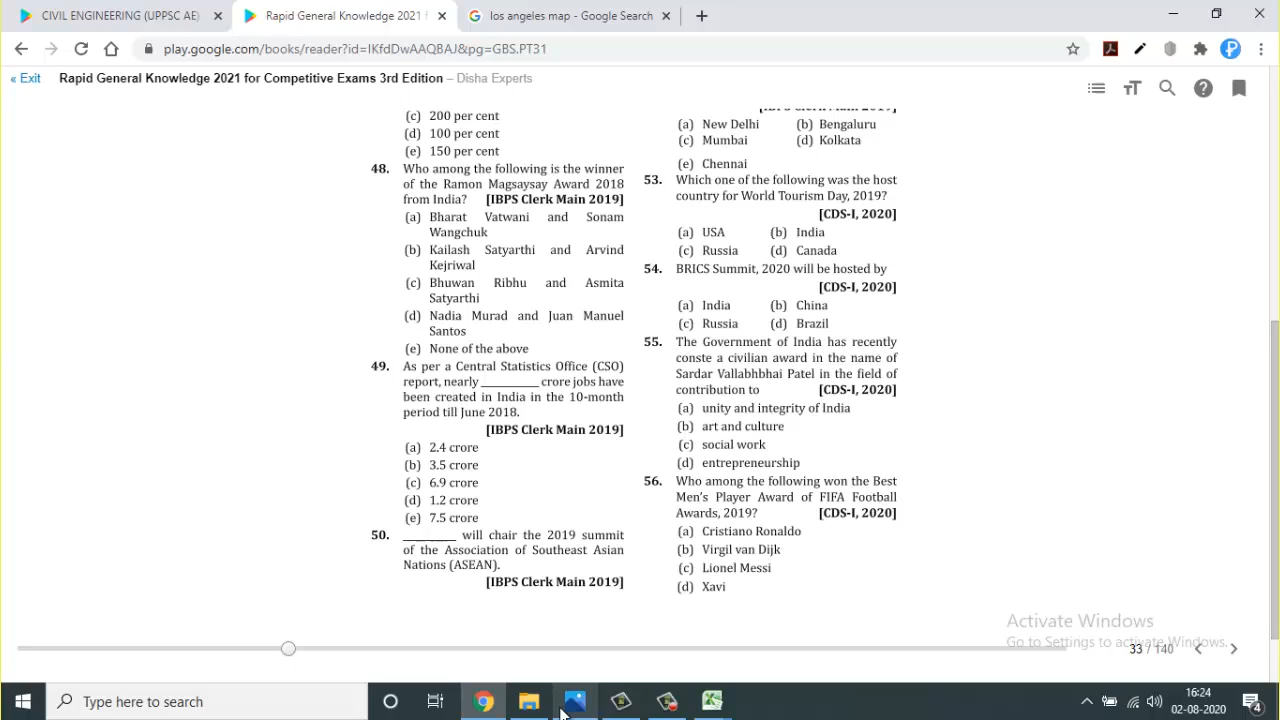 CIVIL ENGINEERING (UPPSC AE)
Rapid General Knowledge 2021 f
los angeles map - Google Search
play.google.com/books/reader?id=IKfdDwAAQBAJ&pg=GBS.PT31
« Exit Rapid General Knowledge 2021 for Competitive Exams 3rd Edition – Disha Experts
(c) 200 per cent
(d) 100 per cent
(e) 150 per cent
48. Who among the following is the winner
of the Ramon Magsaysay Award 2018
from India? [IBPS Clerk Main 2019]
(a) Bharat Vatwani and Sonam
Wangchuk
(b) Kailash Satyarthi and Arvind
Kejriwal
(c) Bhuwan Ribhu and Asmita
Satyarthi
(d) Nadia Murad and Juan Manuel
Santos
(e) None of the above
49. As per a Central Statistics Office (CSO)
report, nearly __________ crore jobs have
been created in India in the 10-month
period till June 2018.
[IBPS Clerk Main 2019]
(a) 2.4 crore
(b) 3.5 crore
(c) 6.9 crore
(d) 1.2 crore
(e) 7.5 crore
50. _________ will chair the 2019 summit
of the Association of Southeast Asian
Nations (ASEAN).
[IBPS Clerk Main 2019]
[IBPS Clerk Main 2019]
(a) New Delhi (b) Bengaluru
(c) Mumbai (d) Kolkata
(e) Chennai
53. Which one of the following was the host
country for World Tourism Day, 2019?
[CDS-I, 2020]
(a) USA (b) India
(c) Russia (d) Canada
54. BRICS Summit, 2020 will be hosted by
[CDS-I, 2020]
(a) India (b) China
(c) Russia (d) Brazil
55. The Government of India has recently
conste a civilian award in the name of
Sardar Vallabhbhai Patel in the field of
contribution to [CDS-I, 2020]
(a) unity and integrity of India
(b) art and culture
(c) social work
(d) entrepreneurship
56. Who among the following won the Best
Men's Player Award of FIFA Football
Awards, 2019? [CDS-I, 2020]
(a) Cristiano Ronaldo
(b) Virgil van Dijk
(c) Lionel Messi
(d) Xavi
Activate Windows
Go to Settings to activate Windows.
33 / 140
Type here to search
16:24
02-08-2020
4